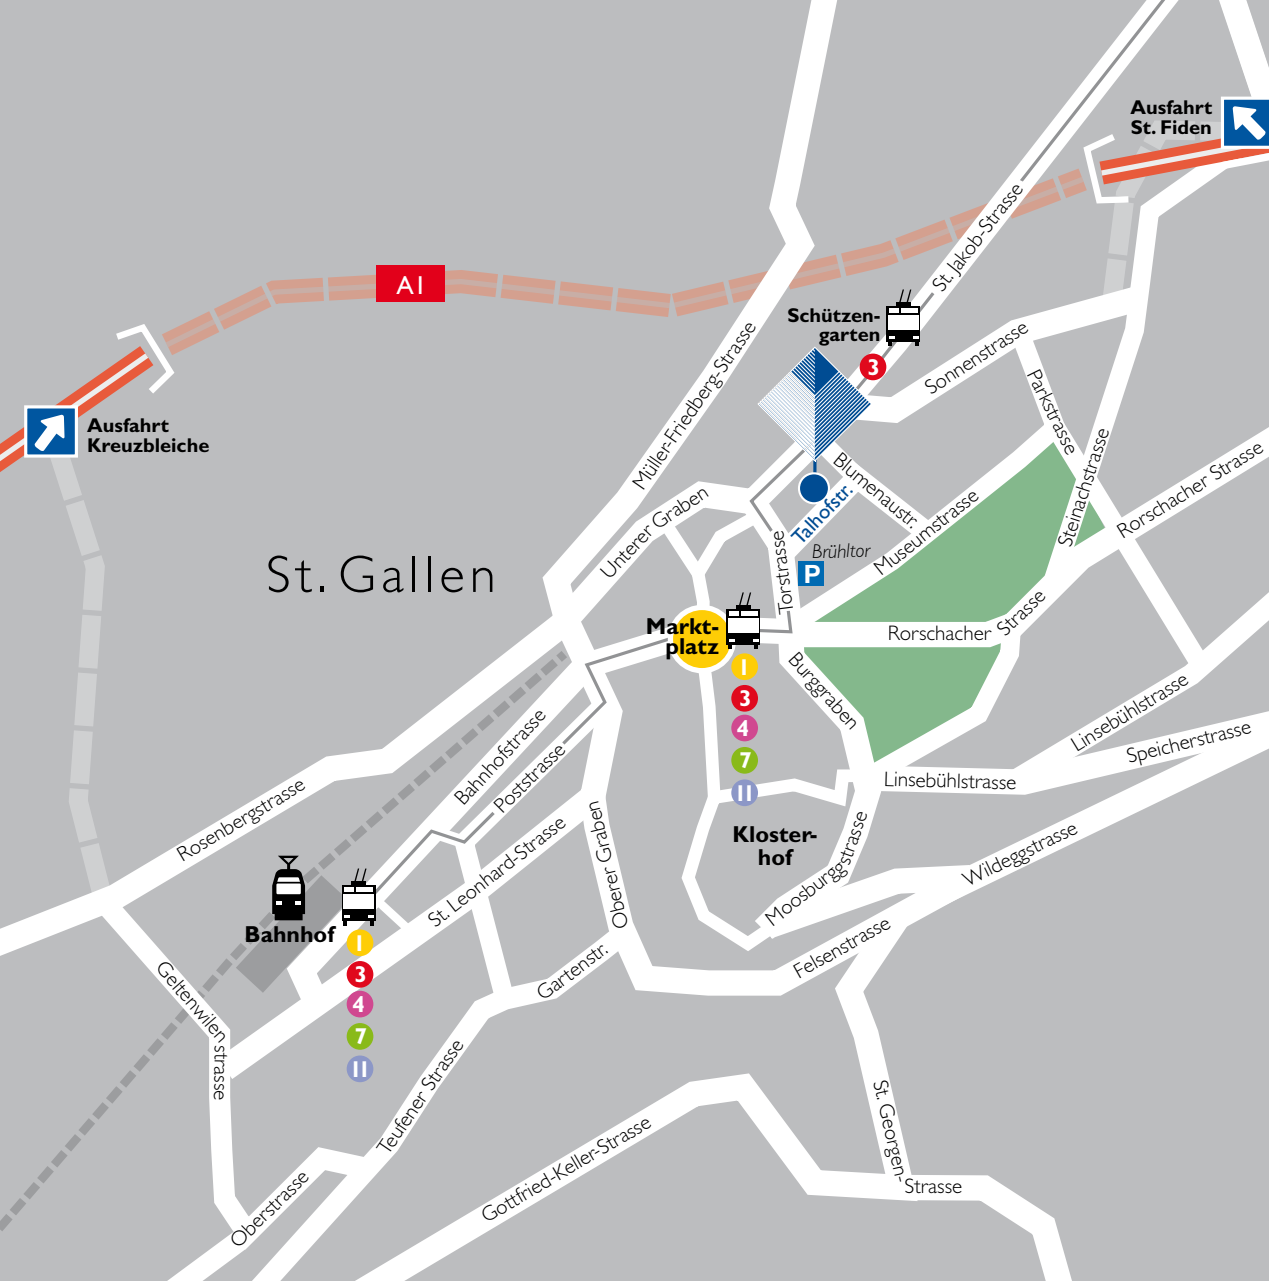 Ausfahrt
St. Fiden
St. Jakob-Strasse
A1
Schützen-
garten
3
Sonnenstrasse
Parkstrasse
Müller-Friedberg-Strasse
Ausfahrt
Kreuzbleiche
Steinachstrasse
Rorschacher Strasse
Blumenaustr.
Talhofstr.
Museumstrasse
Unterer Graben
St. Gallen
Brühltor
P
Torstrasse
Markt-
platz
Rorschacher Strasse
1
3
4
7
11
Burggraben
Linsebühlstrasse
Speicherstrasse
Linsebühlstrasse
Bahnhofstrasse
Poststrasse
Rosenbergstrasse
St. Leonhard-Strasse
Oberer Graben
Kloster-
hof
Moosburggstrasse
Wildeggstrasse
Felsenstrasse
Bahnhof
1
3
4
7
11
Geltenwilenstrasse
Gartenstr.
Teufener Strasse
St. Georgen-Strasse
Gottfried-Keller-Strasse
Oberstrasse